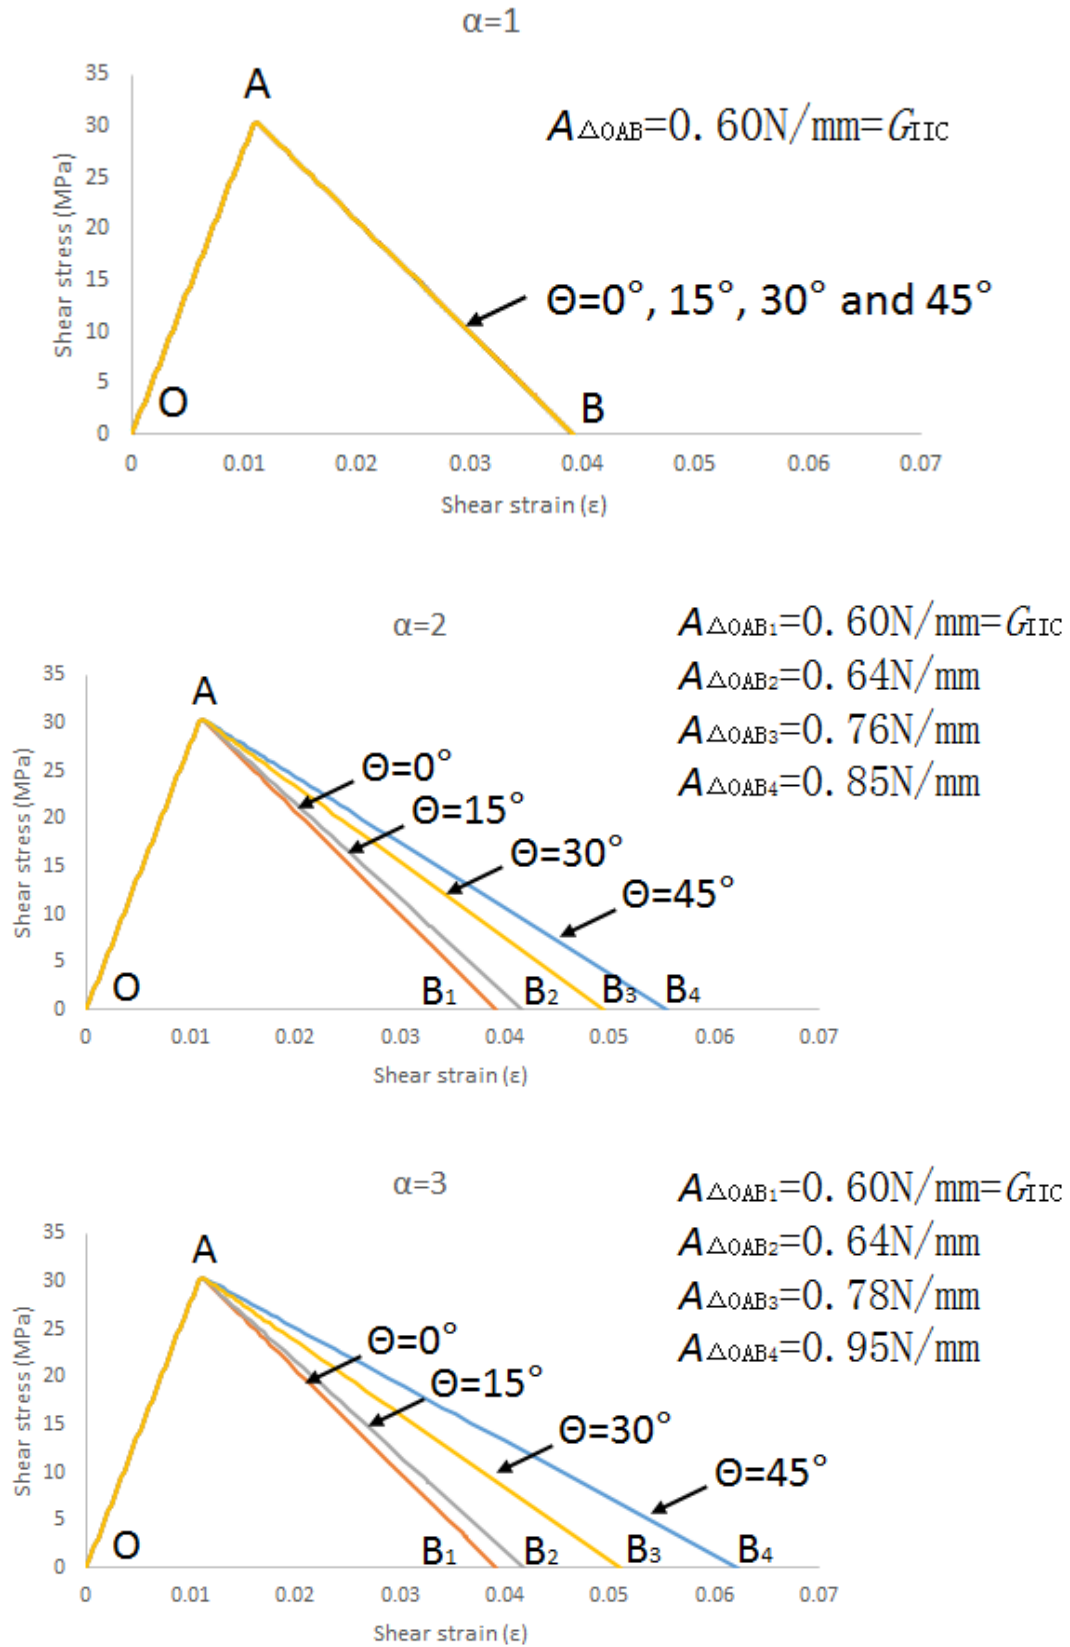 α=1
A△OAB=0.60N/mm=GIIC
35
30
25
20
15
10
5
0
Shear stress (MPa)
A
O
B
Θ=0°, 15°, 30° and 45°
0 0.01 0.02 0.03 0.04 0.05 0.06 0.07
Shear strain (ε)
α=2
A△OAB1=0.60N/mm=GIIC
A△OAB2=0.64N/mm
A△OAB3=0.76N/mm
A△OAB4=0.85N/mm
35
30
25
20
15
10
5
0
Shear stress (MPa)
A
Θ=0°
Θ=15°
Θ=30°
Θ=45°
O
B1 B2 B3 B4
0 0.01 0.02 0.03 0.04 0.05 0.06 0.07
Shear strain (ε)
α=3
A△OAB1=0.60N/mm=GIIC
A△OAB2=0.64N/mm
A△OAB3=0.78N/mm
A△OAB4=0.95N/mm
35
30
25
20
15
10
5
0
Shear stress (MPa)
A
Θ=0°
Θ=15°
Θ=30°
Θ=45°
O
B1 B2 B3 B4
0 0.01 0.02 0.03 0.04 0.05 0.06 0.07
Shear strain (ε)